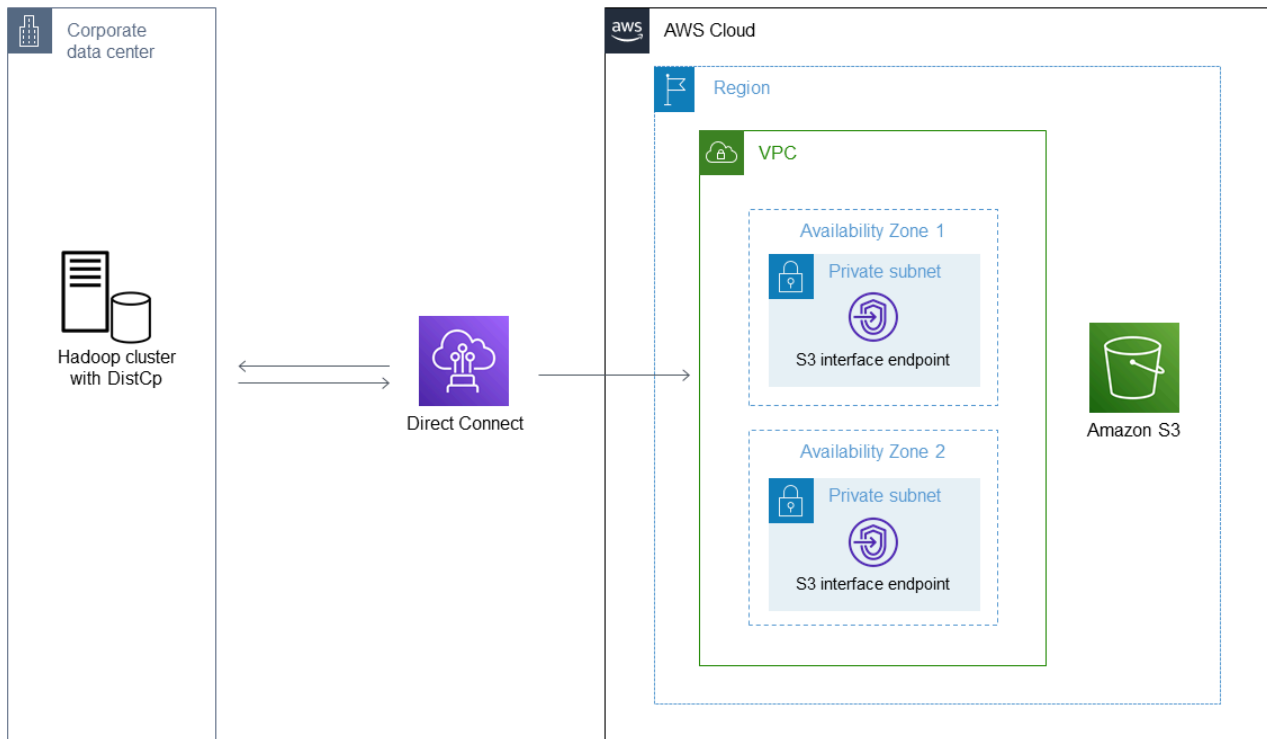 Corporate
data center
aws
AWS Cloud
Region
VPC
Availability Zone 1
Private subnet
S3 interface endpoint
Hadoop cluster
with DistCp
Direct Connect
Amazon S3
Availability Zone 2
Private subnet
S3 interface endpoint